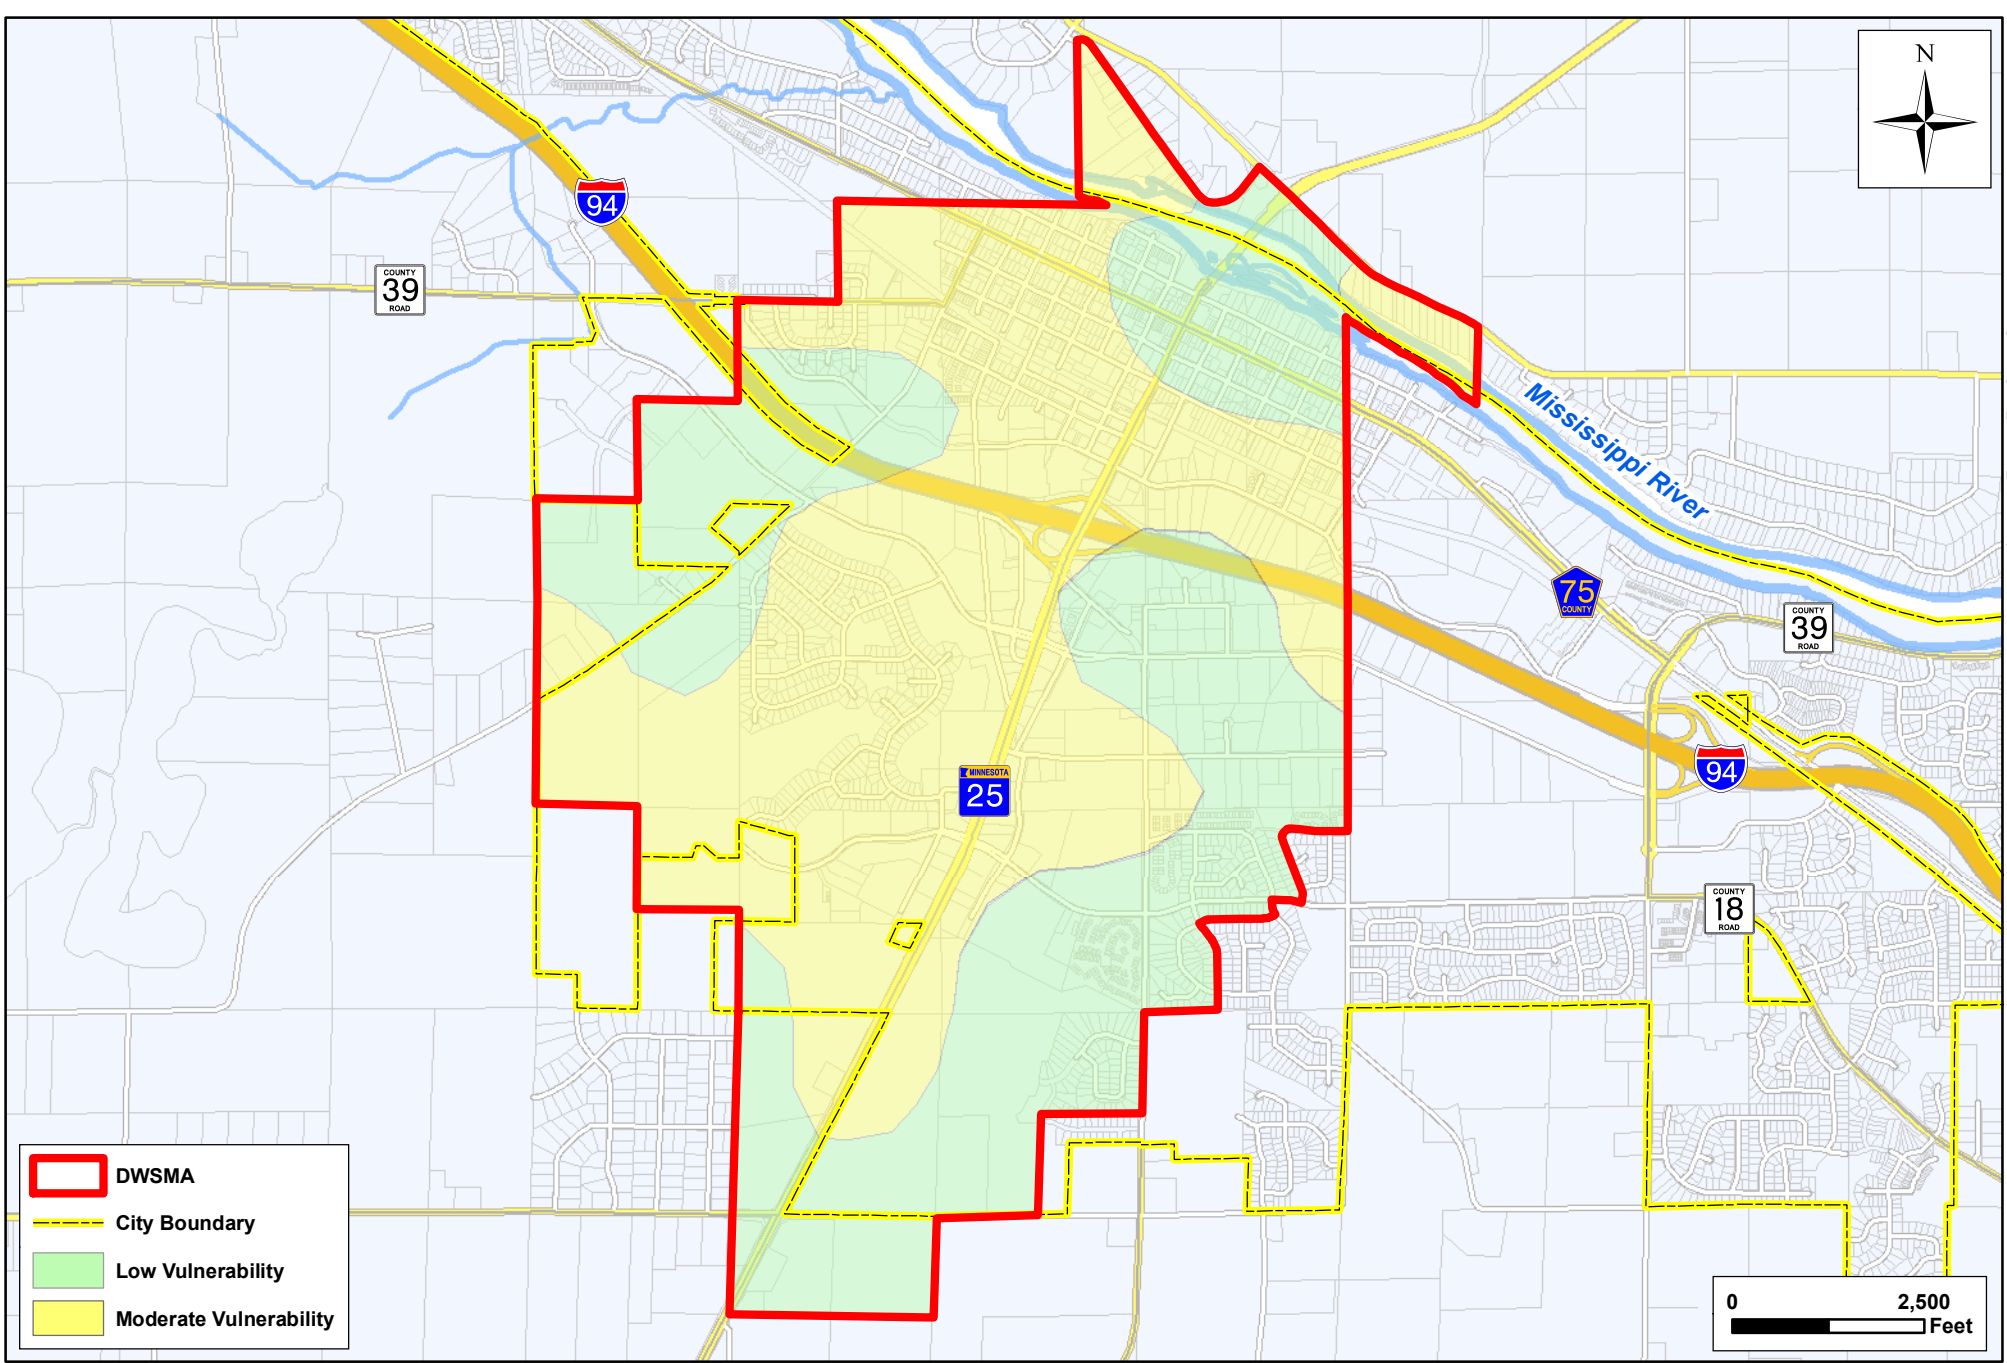 N
94
COUNTY
39
ROAD
Mississippi River
75
COUNTY
COUNTY
39
ROAD
94
MINNESOTA
25
COUNTY
18
ROAD
DWSMA
City Boundary
Low Vulnerability
Moderate Vulnerability
0 2,500
Feet